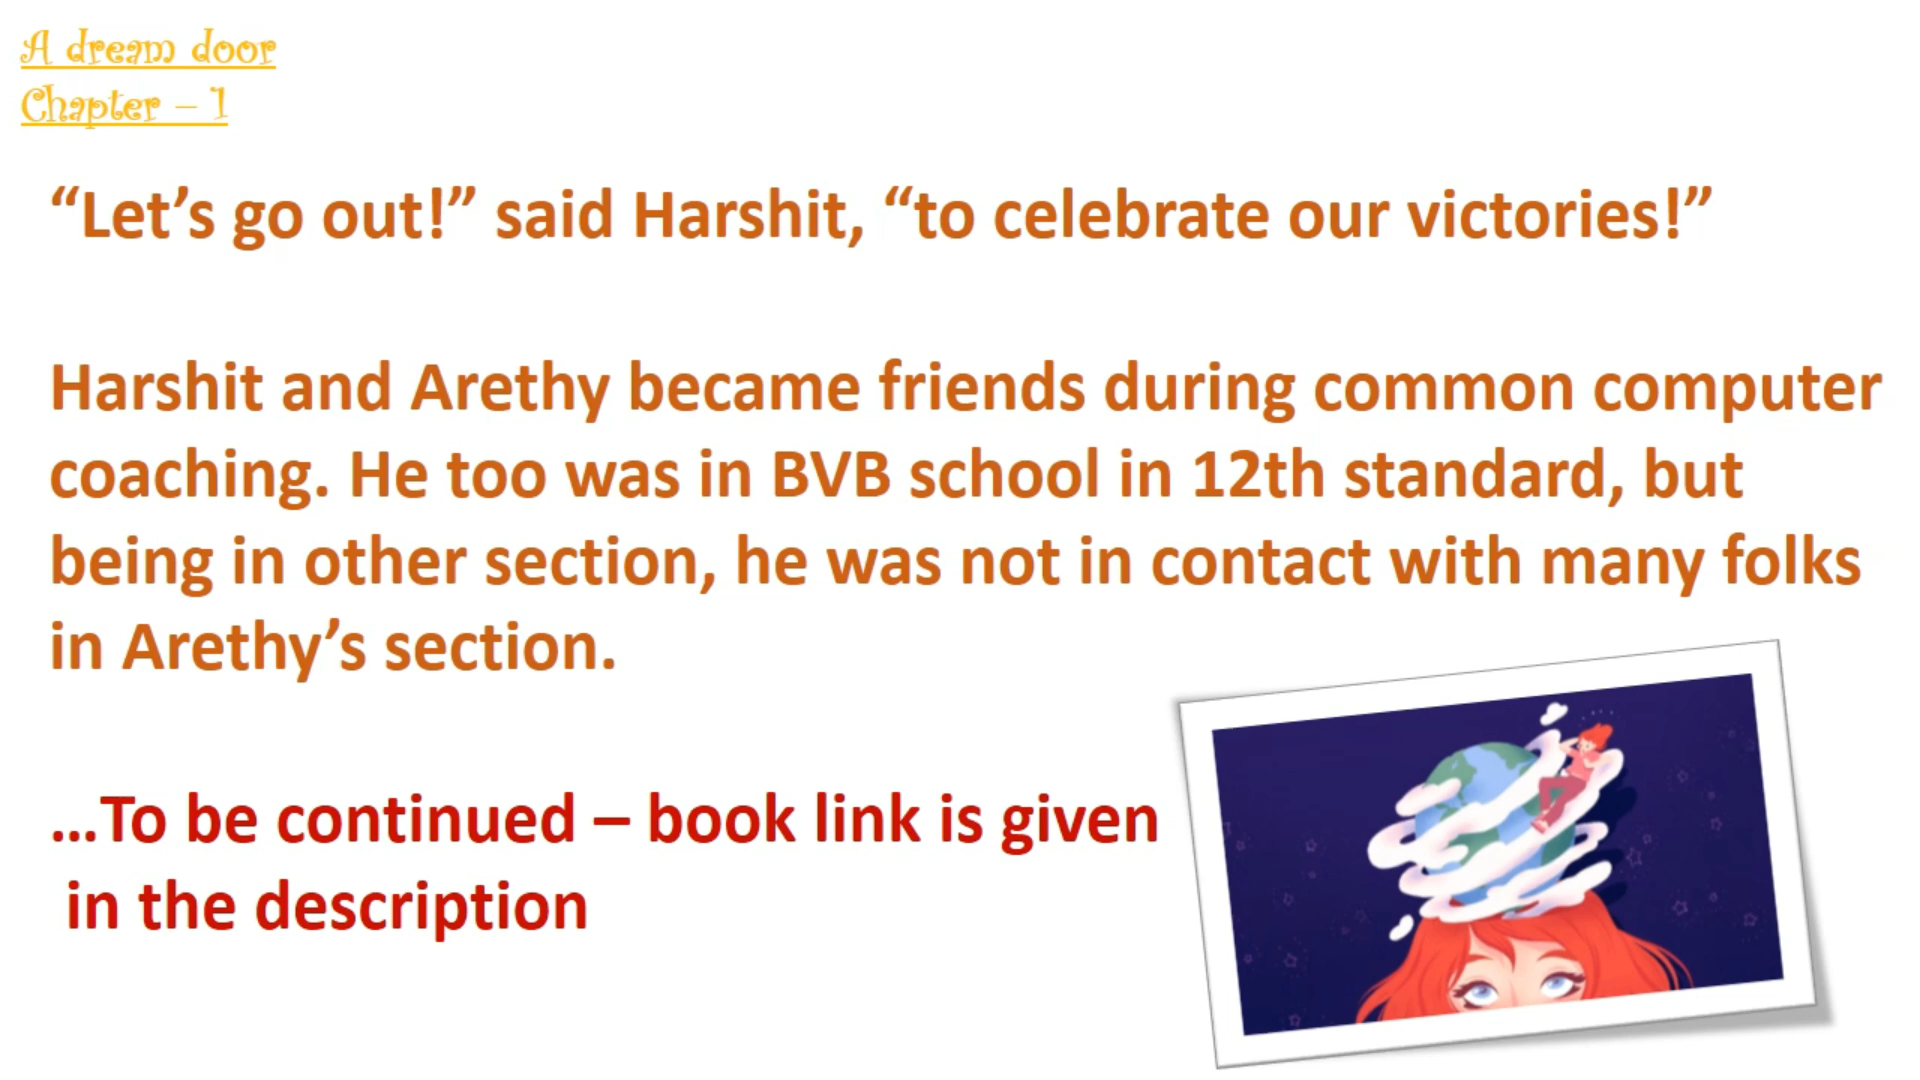 A dream door
Chapter – 1
“Let’s go out!” said Harshit, “to celebrate our victories!”
Harshit and Arethy became friends during common computer
coaching. He too was in BVB school in 12th standard, but
being in other section, he was not in contact with many folks
in Arethy’s section.
...To be continued – book link is given
in the description